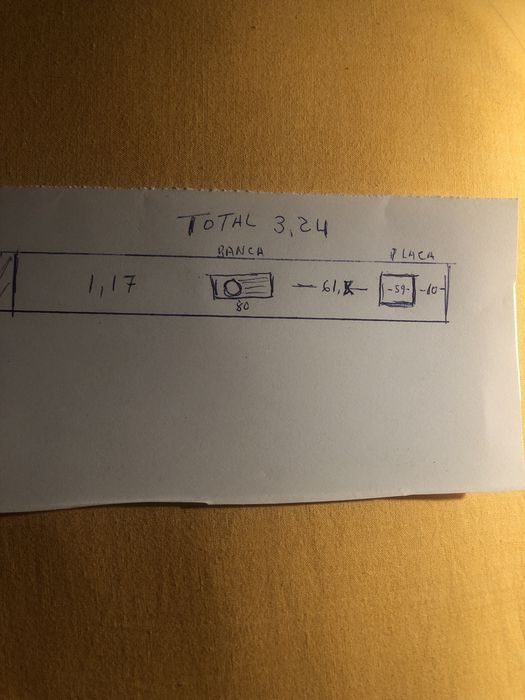 TOTAL 3,24
BANCA PLACA
1,17 61, -59- -10-
80